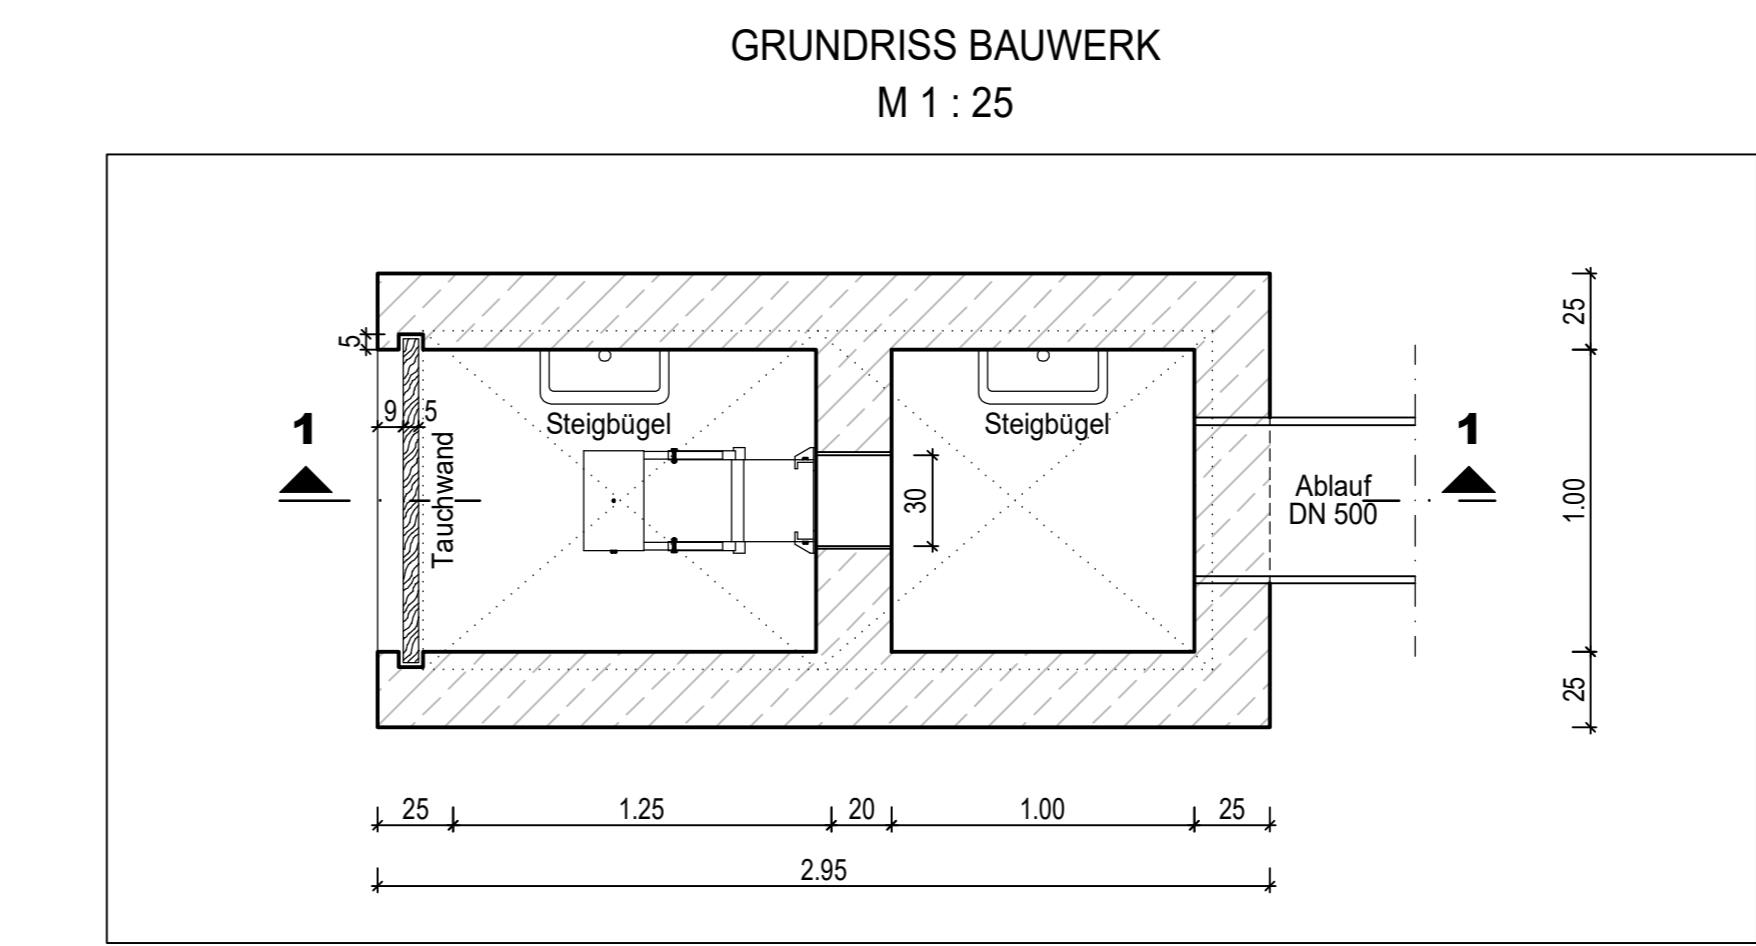 GRUNDRISS BAUWERK
M 1 : 25
25
5
9 5
1
Steigbügel
Steigbügel
1
Tauchwand
30
Ablauf
DN 500
1.00
25
25 1.25 20 1.00 25
2.95